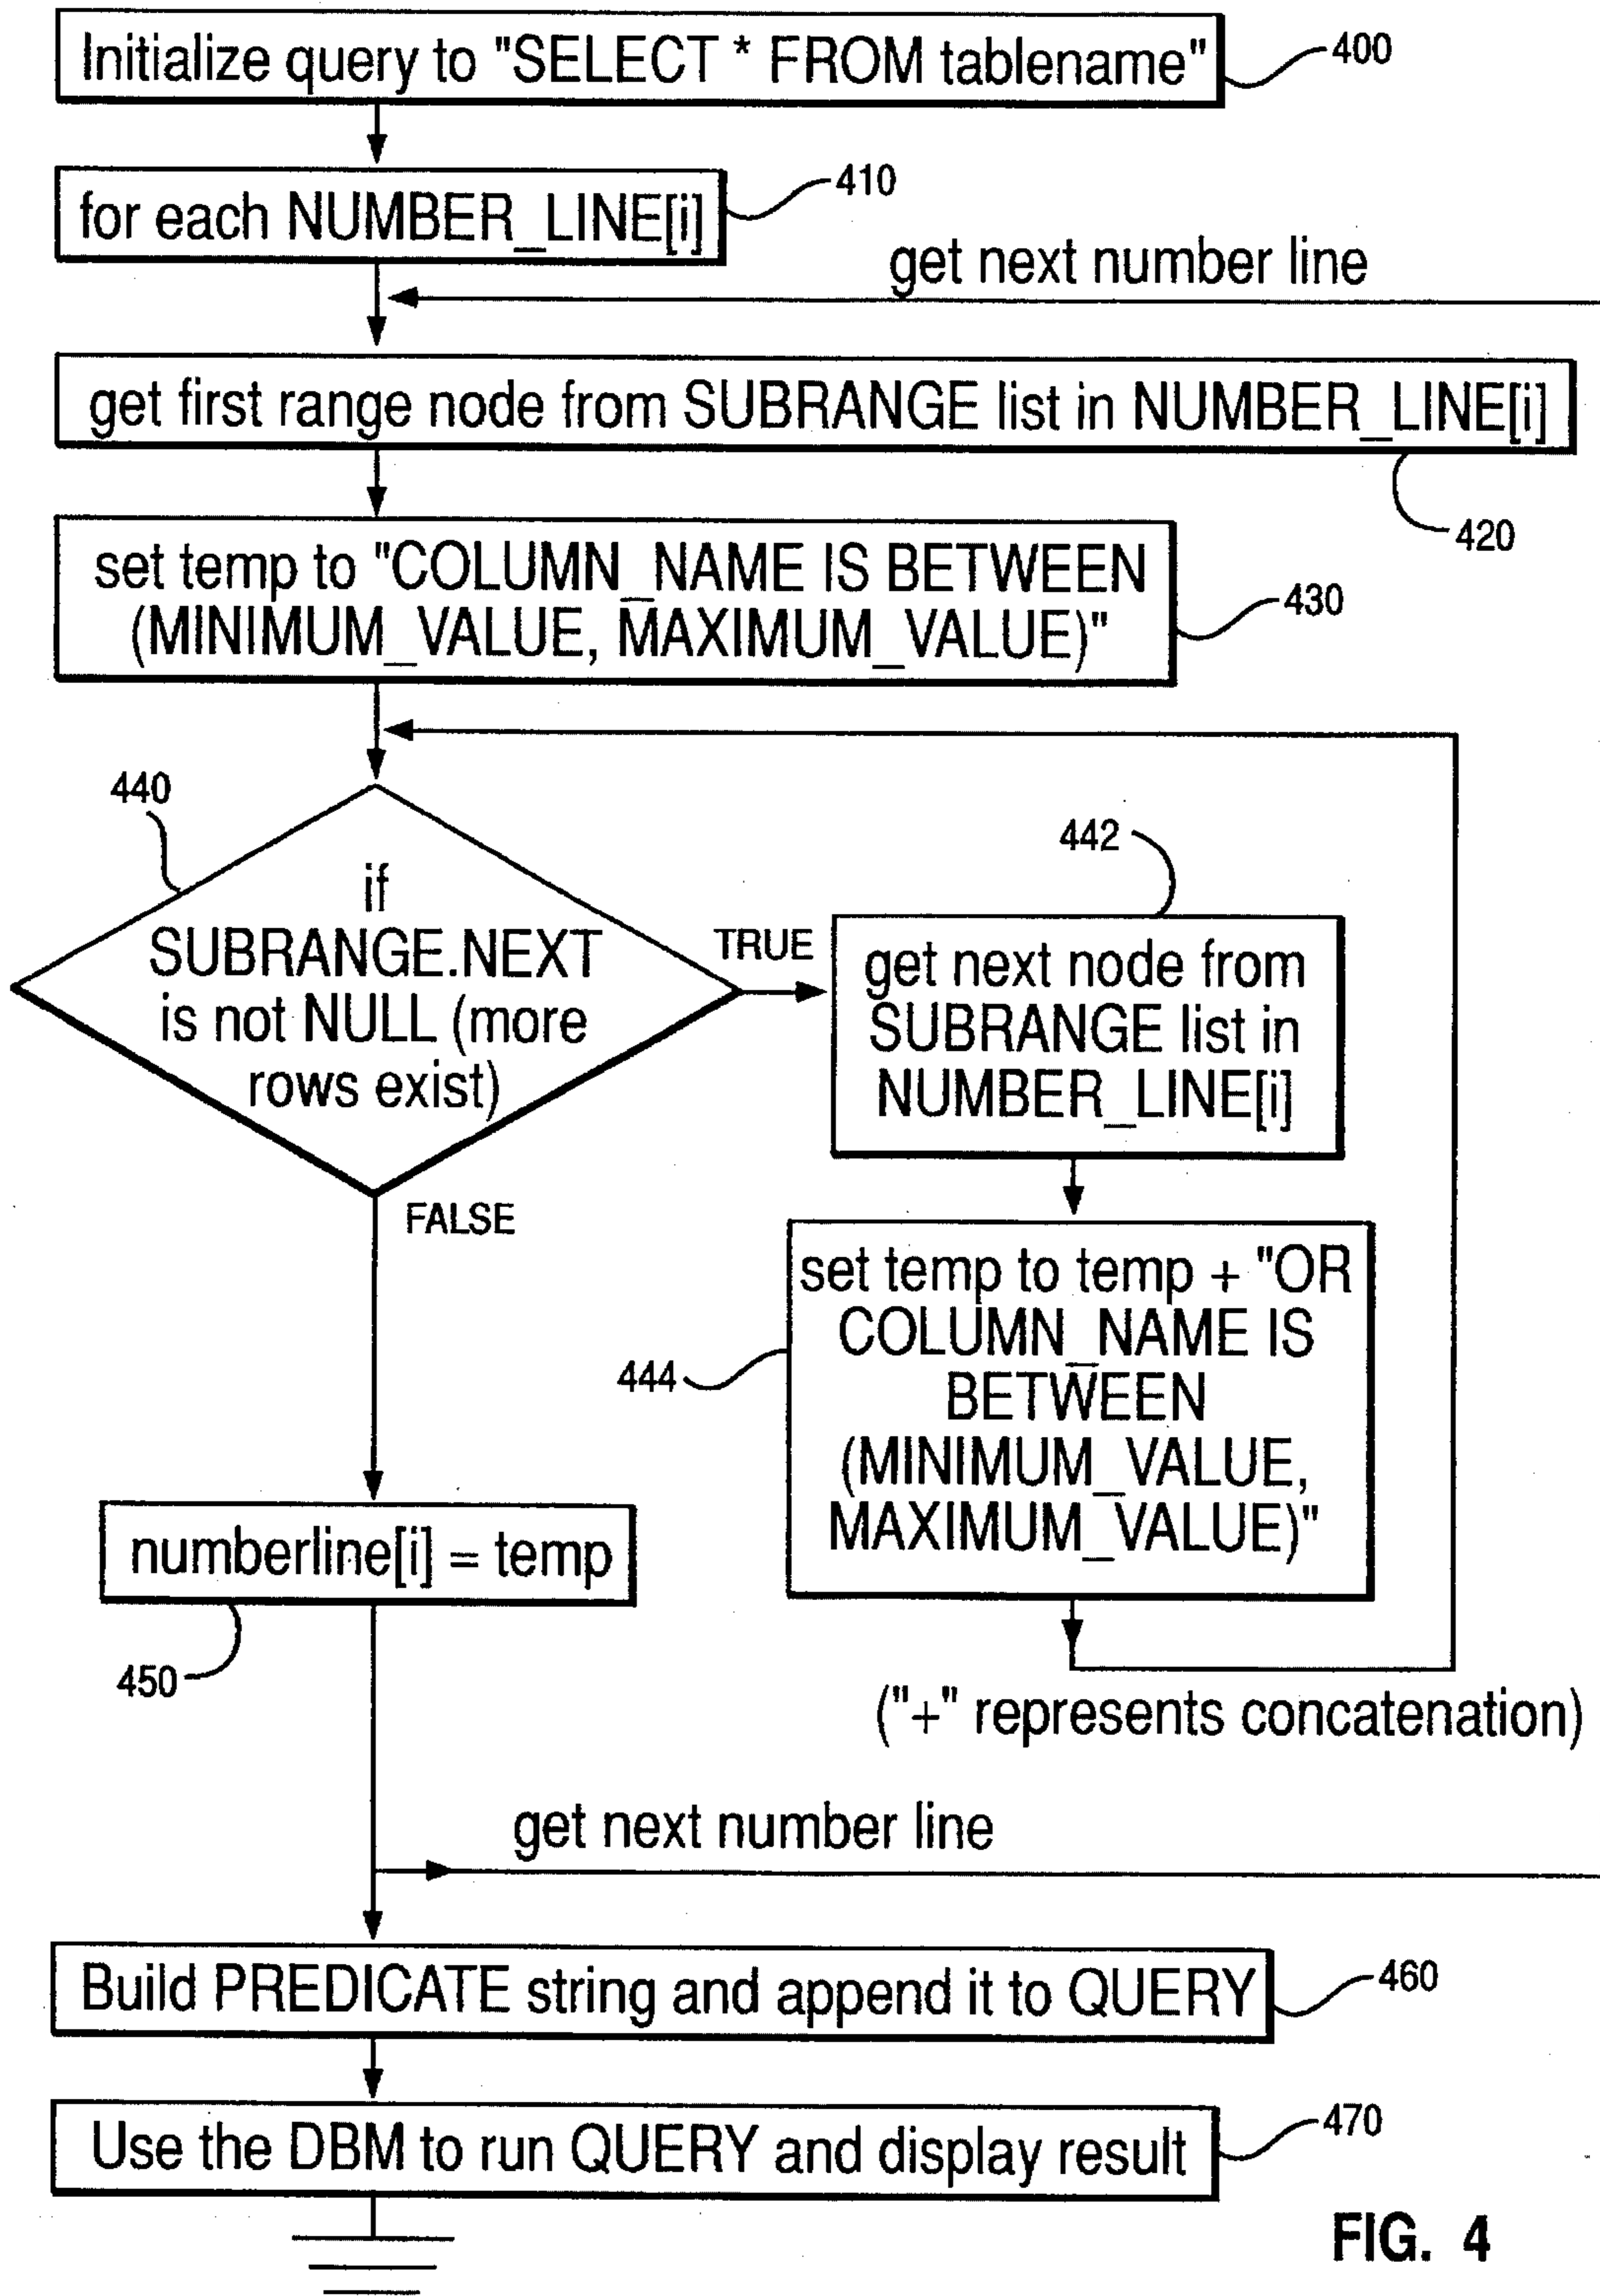 Initialize query to "SELECT * FROM tablename"
400
for each NUMBER_LINE[i]
410
get next number line
get first range node from SUBRANGE list in NUMBER_LINE[i]
420
set temp to "COLUMN_NAME IS BETWEEN
(MINIMUM_VALUE, MAXIMUM_VALUE)"
430
440
if
SUBRANGE.NEXT
is not NULL (more
rows exist)
TRUE
442
get next node from
SUBRANGE list in
NUMBER_LINE[i]
FALSE
set temp to temp + "OR
COLUMN_NAME IS
BETWEEN
(MINIMUM_VALUE,
MAXIMUM_VALUE)"
444
numberline[i] = temp
450
("+" represents concatenation)
get next number line
Build PREDICATE string and append it to QUERY
460
Use the DBM to run QUERY and display result
470
FIG. 4